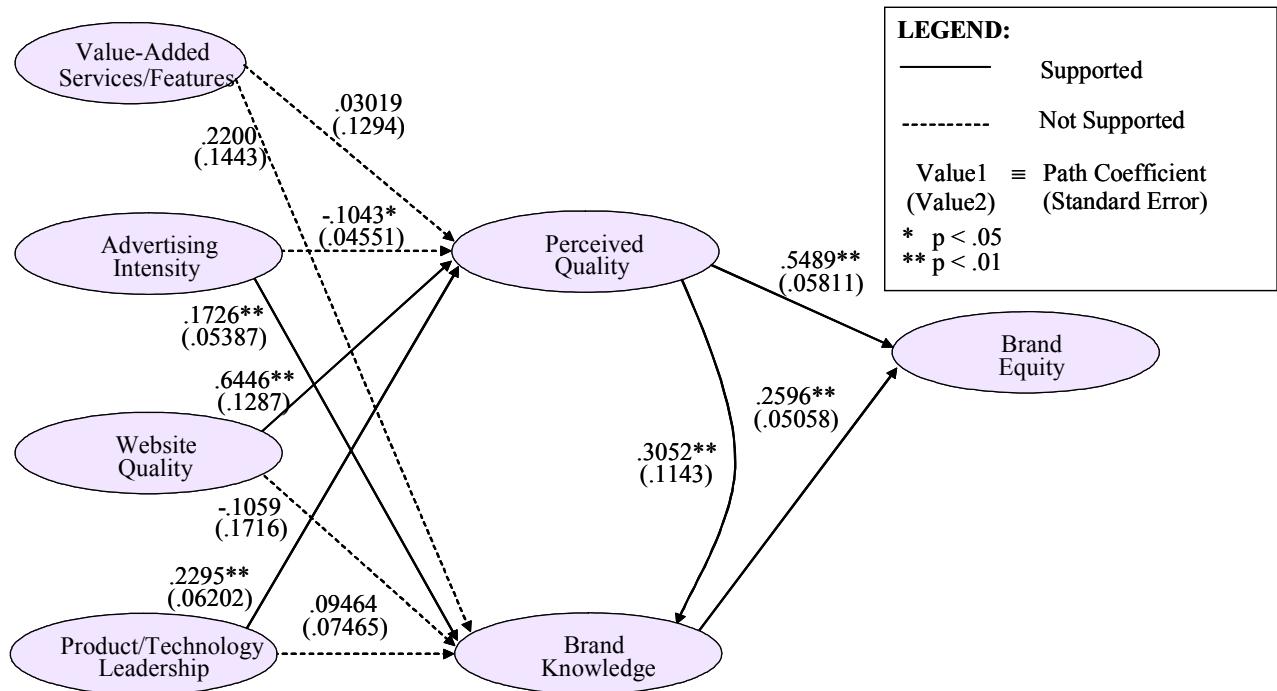 Value-Added
Services/Features
.03019
(.1294)
.2200
(.1443)
Advertising
Intensity
-.1043*
(.04551)
.1726**
(.05387)
.6446**
(.1287)
Website
Quality
-.1059
(.1716)
.2295**
(.06202)
Product/Technology
Leadership
.09464
(.07465)
Perceived
Quality
.5489**
(.05811)
.3052**
(.1143)
.2596**
(.05058)
Brand
Knowledge
Brand
Equity
LEGEND:
Supported
Not Supported
Value1 ≡ Path Coefficient
(Value2) (Standard Error)
* p < .05
** p < .01